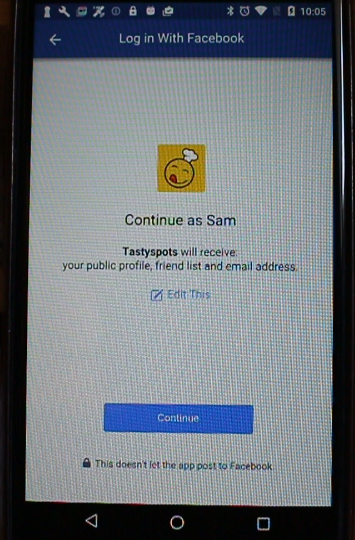 10:05
Log in With Facebook
Continue as Sam
Tastyspots will receive:
your public profile, friend list and email address.
Edit This
Continue
This doesn't let the app post to Facebook